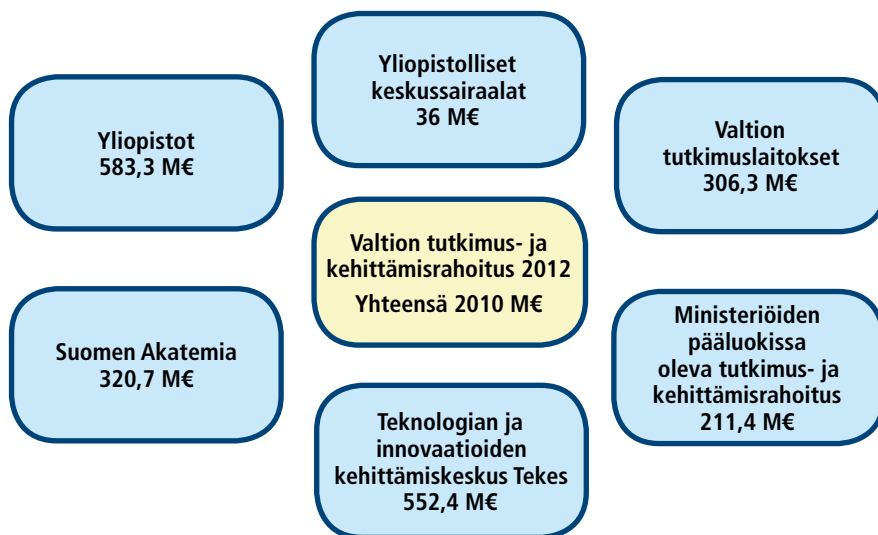 Yliopistolliset
keskussairaalat
36 M€
Yliopistot
583,3 M€
Valtion
tutkimuslaitokset
306,3 M€
Valtion tutkimus- ja
kehittämisrahoitus 2012
Yhteensä 2010 M€
Suomen Akatemia
320,7 M€
Ministeriöiden
pääluokissa
oleva tutkimus- ja
kehittämisrahoitus
211,4 M€
Teknologian ja
innovaatioiden
kehittämiskeskus Tekes
552,4 M€